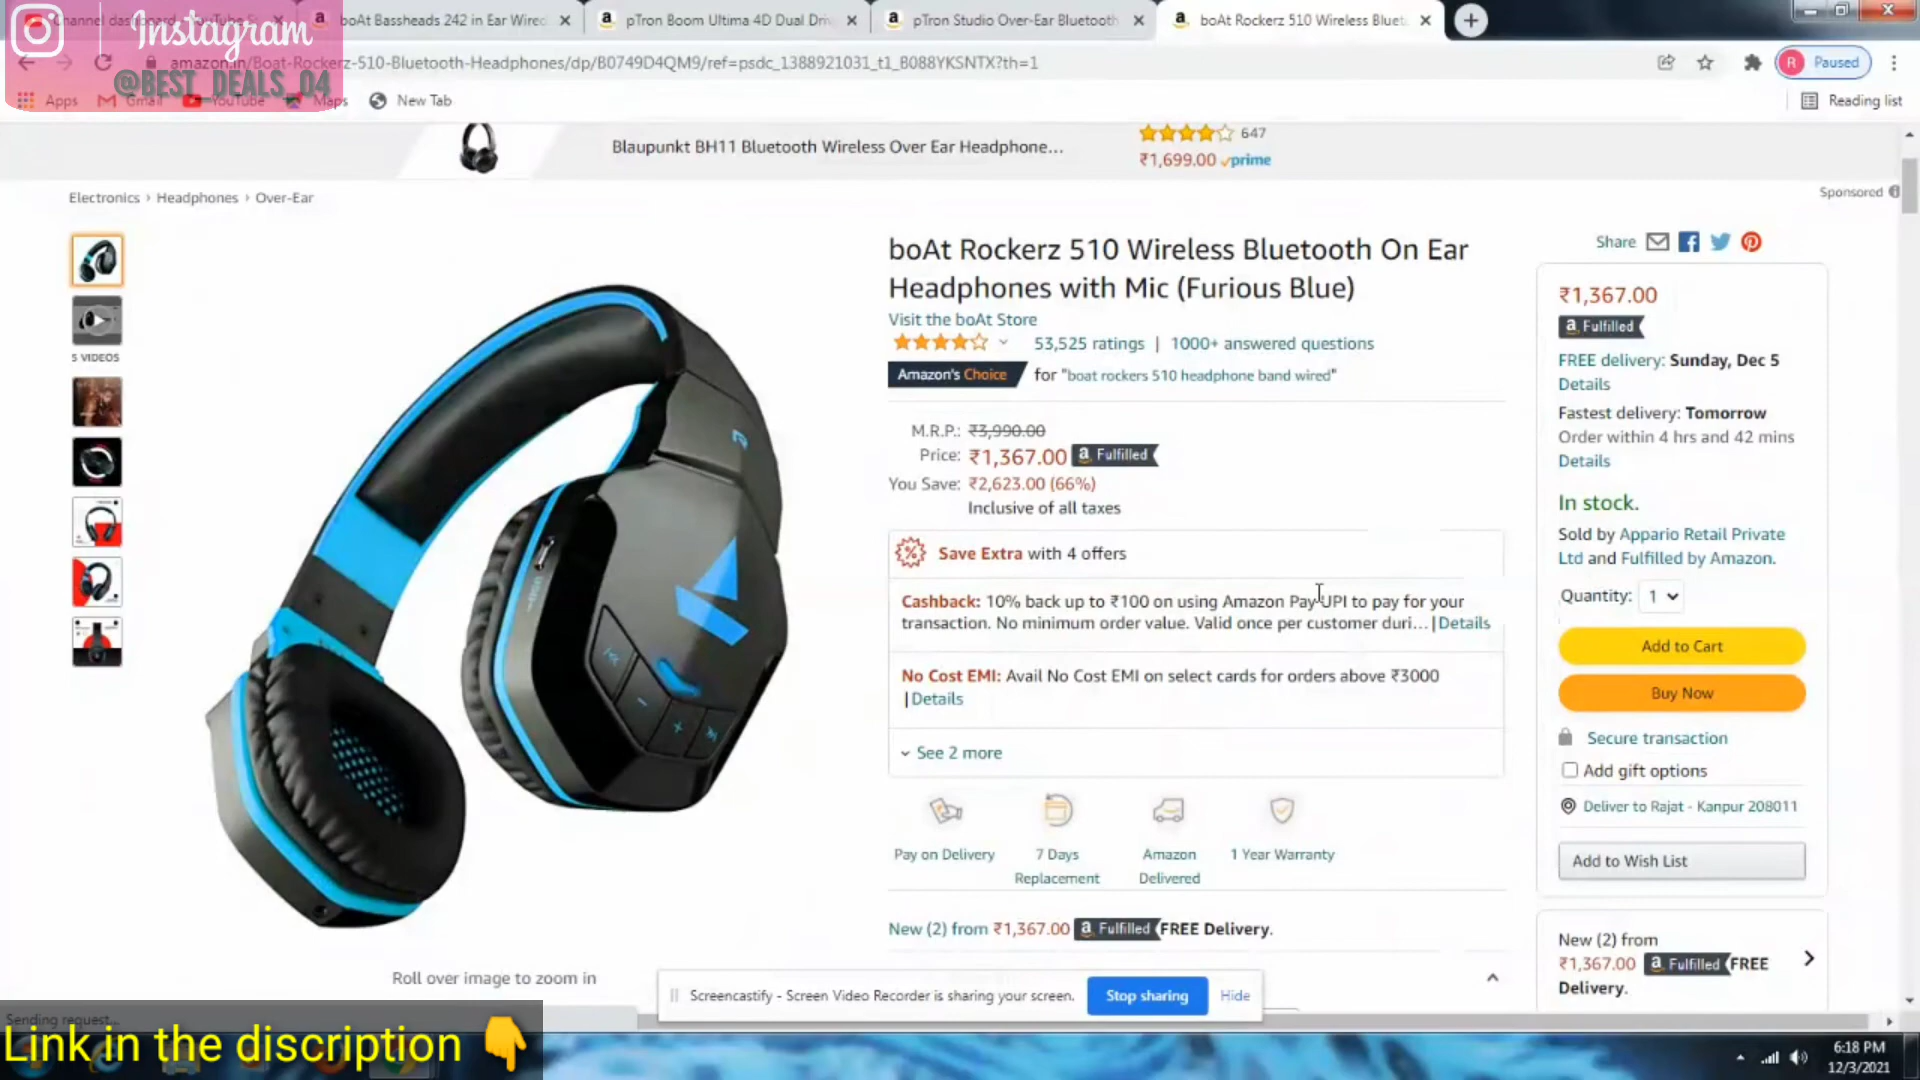 Instagram
@BEST_DEALS_04
Channel dashboard - YouTube S
boAt Bassheads 242 in Ear Wired
pTron Boom Ultima 4D Dual Driv
pTron Studio Over-Ear Bluetooth
boAt Rockerz 510 Wireless Bluet
amazon.in/Boat-Rockerz-510-Bluetooth-Headphones/dp/B0749D4QM9/ref=psdc_1388921031_t1_B088YKSNTX?th=1
R Paused
Apps Gmail YouTube Maps New Tab
Reading list
Blaupunkt BH11 Bluetooth Wireless Over Ear Headphone...
647
₹1,699.00 prime
Electronics › Headphones › Over-Ear
Sponsored
5 VIDEOS
Roll over image to zoom in
boAt Rockerz 510 Wireless Bluetooth On Ear
Headphones with Mic (Furious Blue)
Visit the boAt Store
53,525 ratings | 1000+ answered questions
Amazon's Choice for "boat rockers 510 headphone band wired"
M.R.P.: ₹3,990.00
Price: ₹1,367.00 a Fulfilled
You Save: ₹2,623.00 (66%)
Inclusive of all taxes
Save Extra with 4 offers
Cashback: 10% back up to ₹100 on using Amazon Pay UPI to pay for your
transaction. No minimum order value. Valid once per customer duri... | Details
No Cost EMI: Avail No Cost EMI on select cards for orders above ₹3000
| Details
See 2 more
Pay on Delivery
7 Days
Replacement
Amazon
Delivered
1 Year Warranty
New (2) from ₹1,367.00 a Fulfilled FREE Delivery.
Share
₹1,367.00
a Fulfilled
FREE delivery: Sunday, Dec 5
Details
Fastest delivery: Tomorrow
Order within 4 hrs and 42 mins
Details
In stock.
Sold by Appario Retail Private
Ltd and Fulfilled by Amazon.
Quantity: 1
Add to Cart
Buy Now
Secure transaction
Add gift options
Deliver to Rajat - Kanpur 208011
Add to Wish List
New (2) from
₹1,367.00 a Fulfilled FREE
Delivery.
Screencastify - Screen Video Recorder is sharing your screen.
Stop sharing
Hide
Sending request...
Link in the discription
6:18 PM
12/3/2021